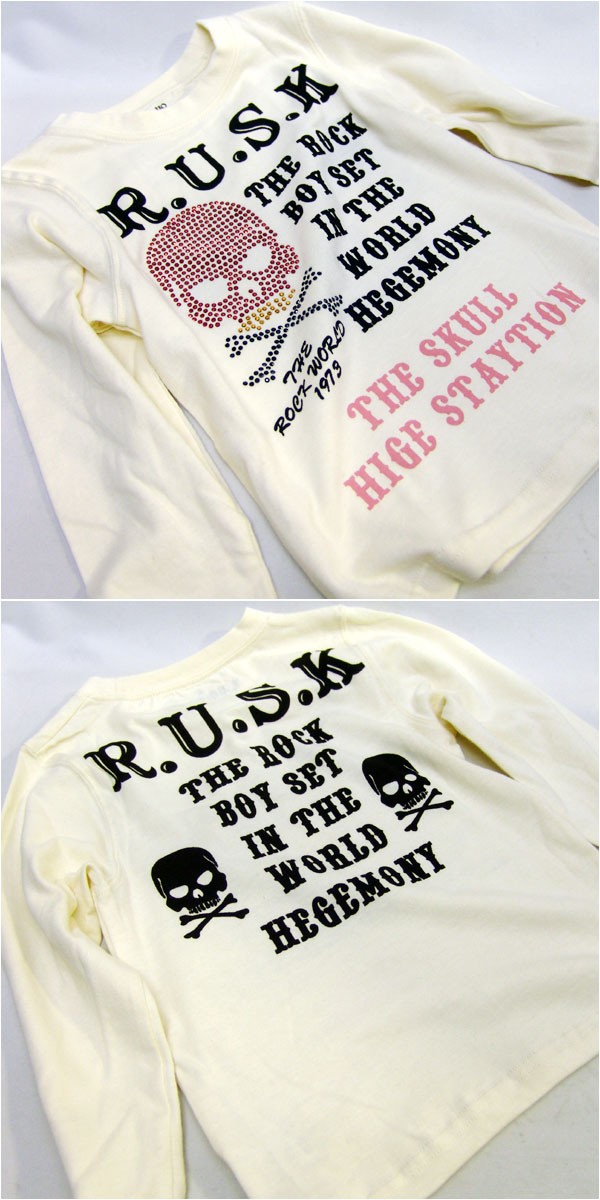 R.U.S.K
THE ROCK
BOY SET
IN THE
WORLD
HEGEMONY
THE
ROCK WORLD
1973
THE SKULL
HIGE STAYTION
R.U.S.K
THE ROCK
BOY SET
IN THE
WORLD
HEGEMONY